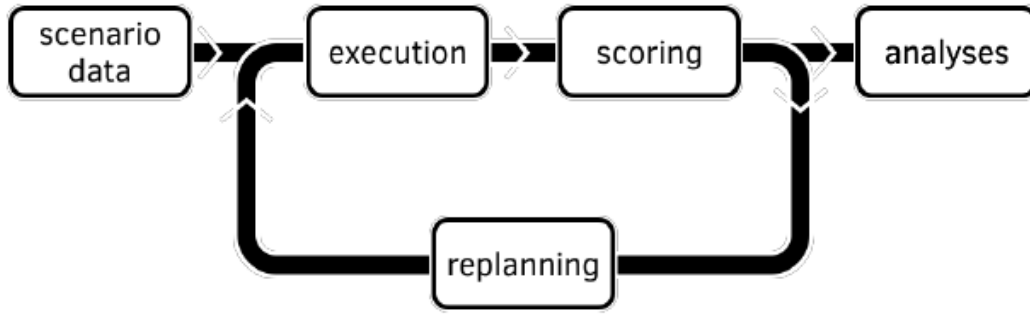 scenario
data
execution
scoring
analyses
replanning